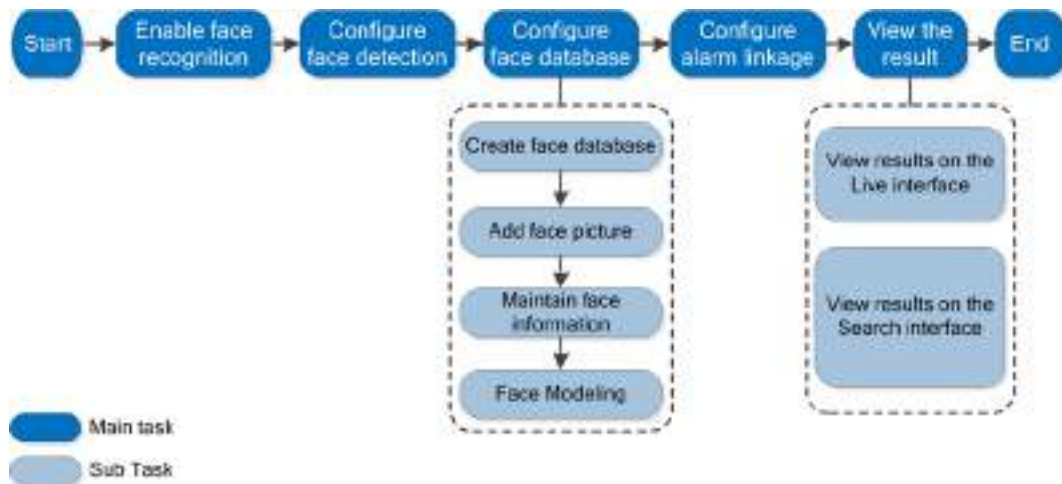 Start
Enable face
recognition
Configure
face detection
Configure
face database
Configure
alarm linkage
View the
result
End
Create face database
Add face picture
Maintain face
information
Face Modeling
View results on the
Live interface
View results on the
Search interface
Main task
Sub Task